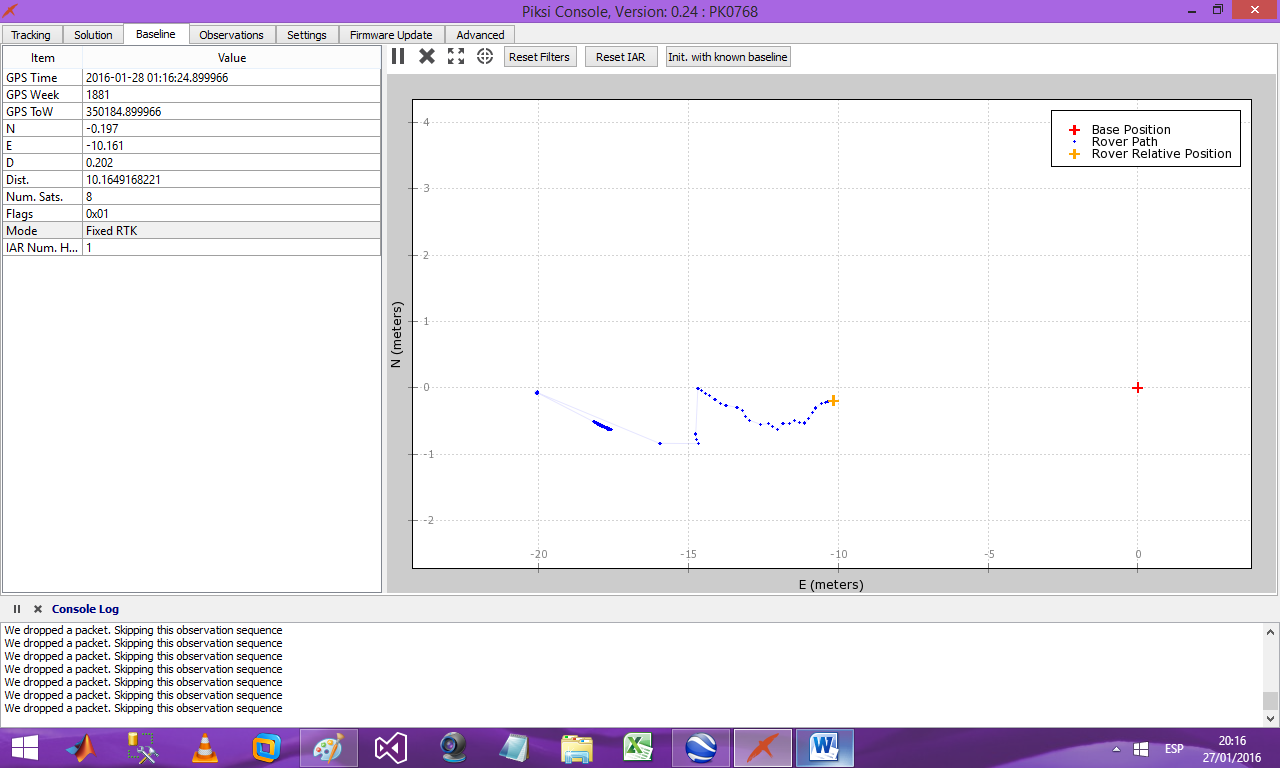 Piksi Console, Version: 0.24 : PK0768
Tracking Solution Baseline Observations Settings Firmware Update Advanced
Item Value
GPS Time 2016-01-28 01:16:24.899966
GPS Week 1881
GPS ToW 350184.899966
N -0.197
E -10.161
D 0.202
Dist. 10.1649168221
Num. Sats. 8
Flags 0x01
Mode Fixed RTK
IAR Num. H... 1
Reset Filters Reset IAR Init. with known baseline
Base Position
Rover Path
Rover Relative Position
4
3
2
1
0
-1
-2
N (meters)
-20 -15 -10 -5 0
E (meters)
Console Log
We dropped a packet. Skipping this observation sequence
We dropped a packet. Skipping this observation sequence
We dropped a packet. Skipping this observation sequence
We dropped a packet. Skipping this observation sequence
We dropped a packet. Skipping this observation sequence
We dropped a packet. Skipping this observation sequence
We dropped a packet. Skipping this observation sequence
ESP
20:16
27/01/2016